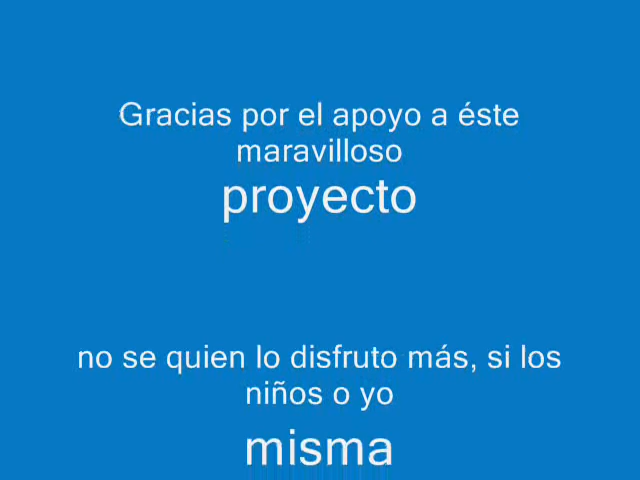 Gracias por el apoyo a éste
maravilloso
proyecto
no se quien lo disfruto más, si los
niños o yo
misma